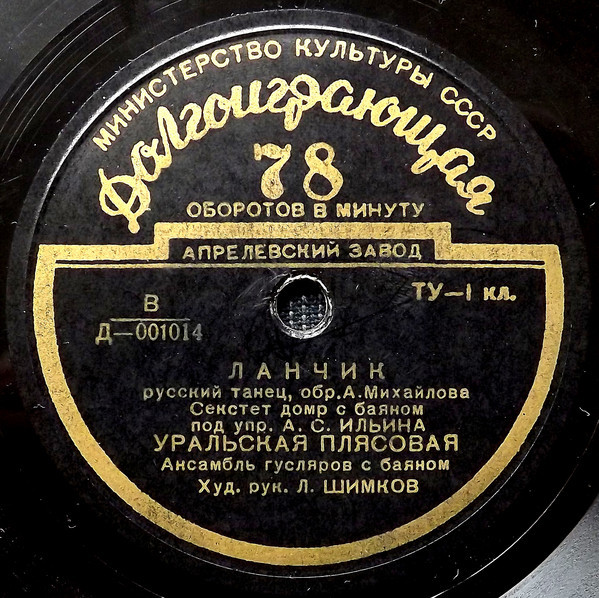 МИНИСТЕРСТВО КУЛЬТУРЫ СССР
Долгоиграющая
78
ОБОРОТОВ В МИНУТУ
АПРЕЛЕВСКИЙ ЗАВОД
В
Д—001014
ТУ—I кл.
ЛАНЧИК
русский танец, обр.А.Михайлова
Секстет домр с баяном
под упр. А. С. ИЛЬИНА
УРАЛЬСКАЯ ПЛЯСОВАЯ
Ансамбль гусляров с баяном
Худ. рук. Л. ШИМКОВ